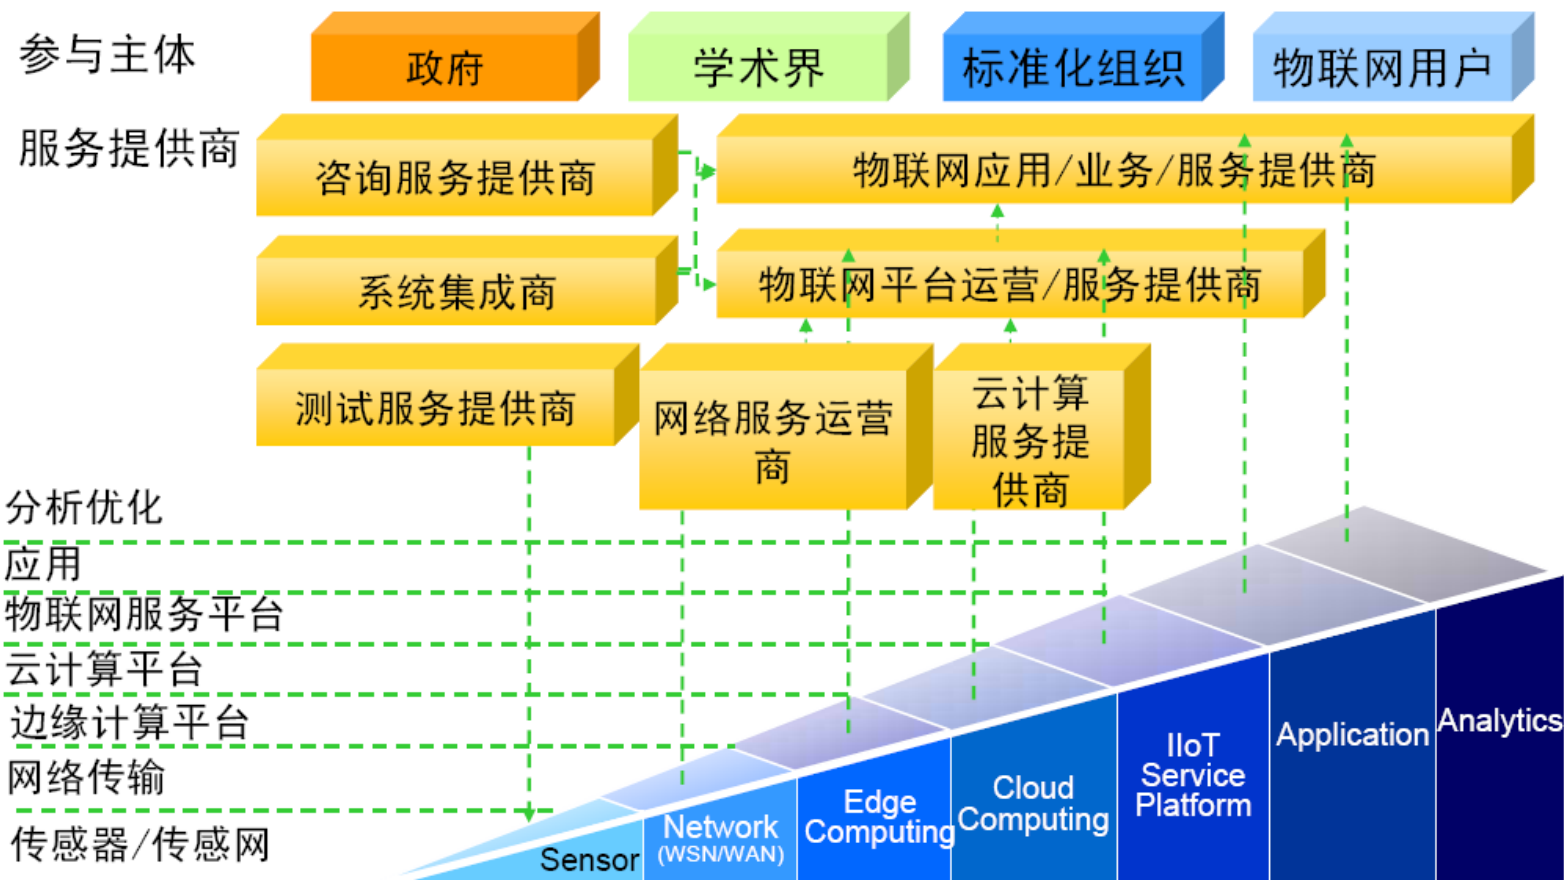 参与主体
政府
学术界
标准化组织
物联网用户
服务提供商
咨询服务提供商
物联网应用/业务/服务提供商
系统集成商
物联网平台运营/服务提供商
测试服务提供商
网络服务运营
商
云计算
服务提
供商
分析优化
应用
物联网服务平台
云计算平台
边缘计算平台
网络传输
传感器/传感网
Sensor
Network
(WSN/WAN)
Edge
Computing
Cloud
Computing
IIoT
Service
Platform
Application
Analytics